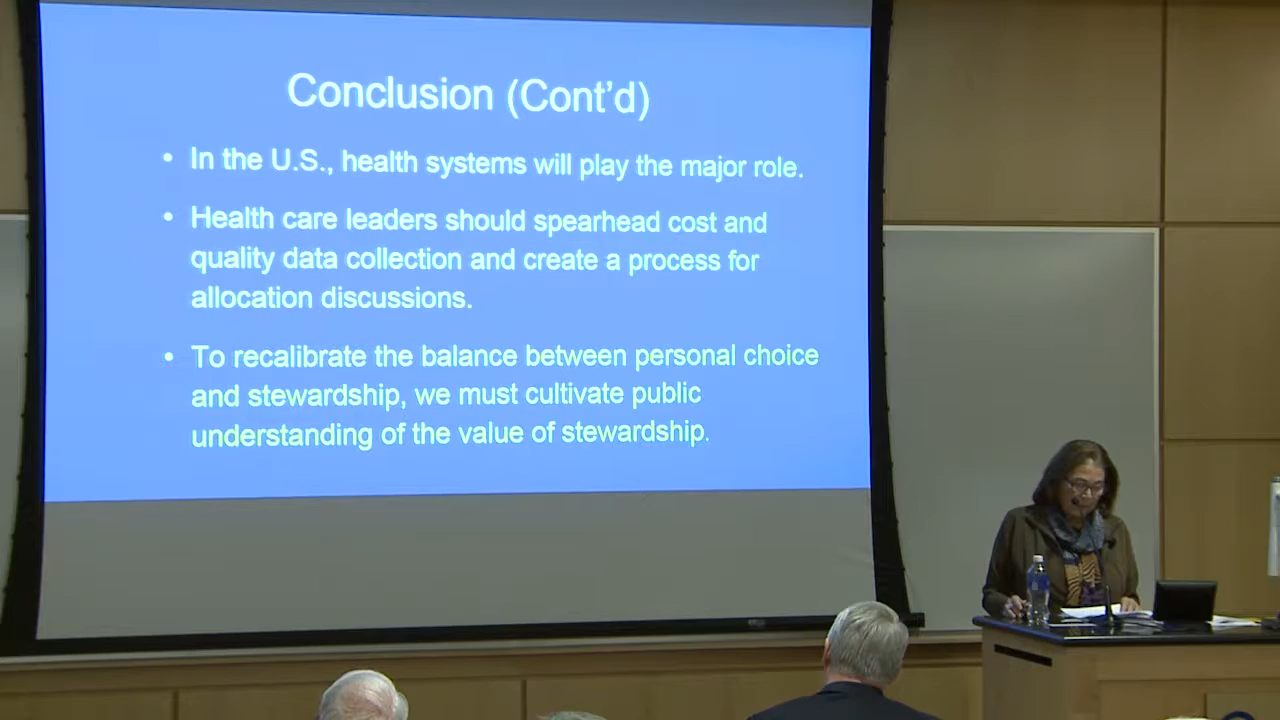 Conclusion (Cont'd)
• In the U.S., health systems will play the major role.
• Health care leaders should spearhead cost and
quality data collection and create a process for
allocation discussions.
• To recalibrate the balance between personal choice
and stewardship, we must cultivate public
understanding of the value of stewardship.